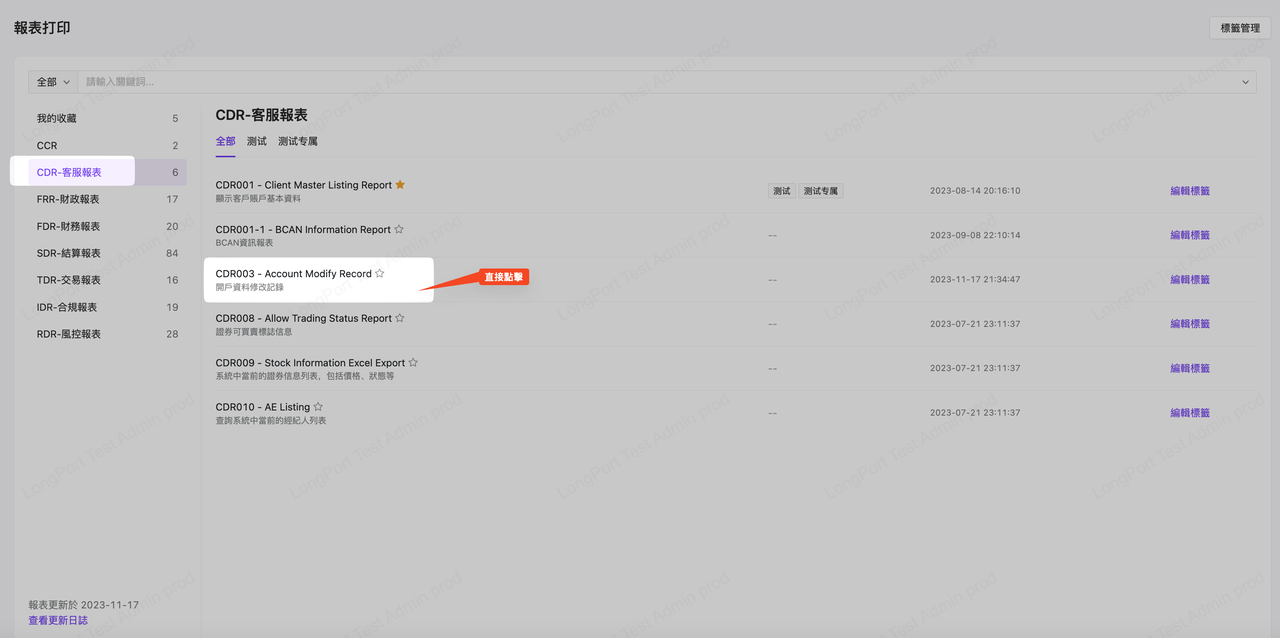 報表打印
標籤管理
全部
請輸入關鍵詞...
我的收藏 5
CCR 2
CDR-客服報表 6
FRR-財政報表 17
FDR-財務報表 20
SDR-結算報表 84
TDR-交易報表 16
IDR-合規報表 19
RDR-風控報表 28
CDR-客服報表
全部 测试 测试专属
CDR001 - Client Master Listing Report
顯示客戶賬戶基本資料
测试 测试专属 2023-08-14 20:16:10 編輯標籤
CDR001-1 - BCAN Information Report
BCAN資訊報表
-- 2023-09-08 22:10:14 編輯標籤
CDR003 - Account Modify Record
開戶資料修改記錄
直接點擊
-- 2023-11-17 21:34:47 編輯標籤
CDR008 - Allow Trading Status Report
證券可買賣標誌信息
-- 2023-07-21 23:11:37 編輯標籤
CDR009 - Stock Information Excel Export
系統中當前的證券信息列表，包括價格、狀態等
-- 2023-07-21 23:11:37 編輯標籤
CDR010 - AE Listing
查詢系統中當前的經紀人列表
-- 2023-07-21 23:11:37 編輯標籤
報表更新於 2023-11-17
查看更新日誌
LongPort Test Admin prod